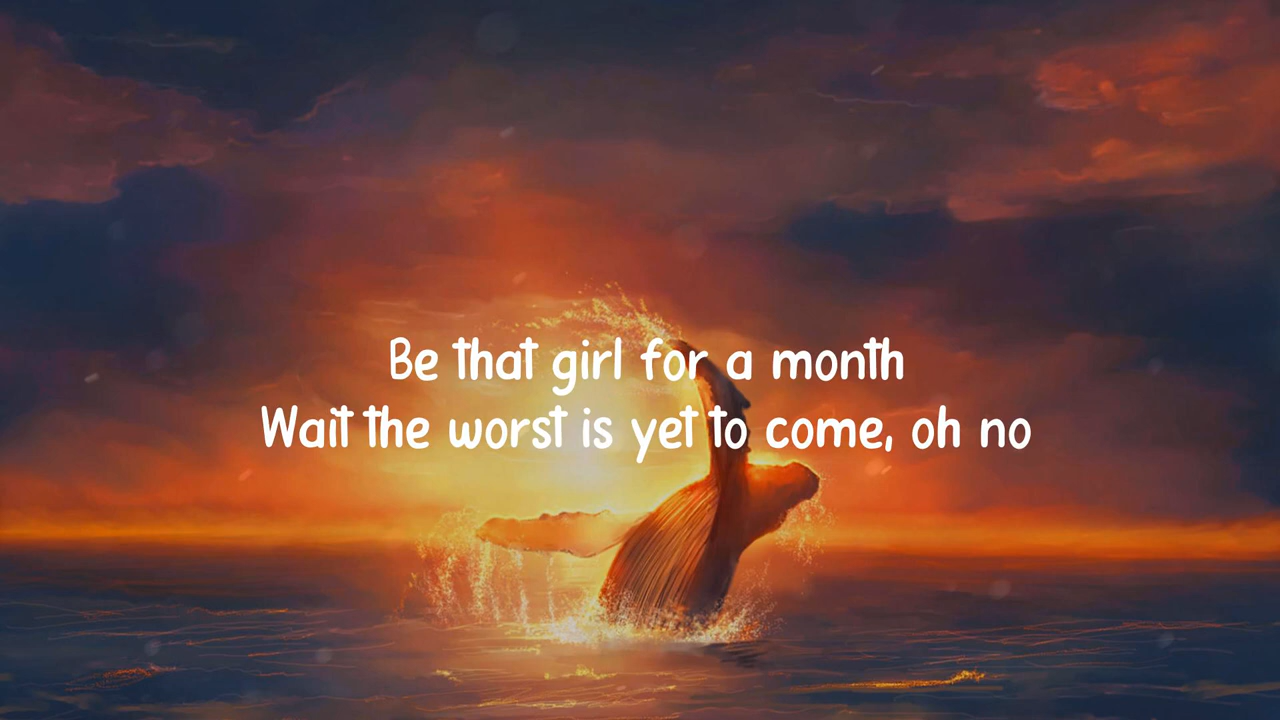 Be that girl for a month
Wait the worst is yet to come, oh no